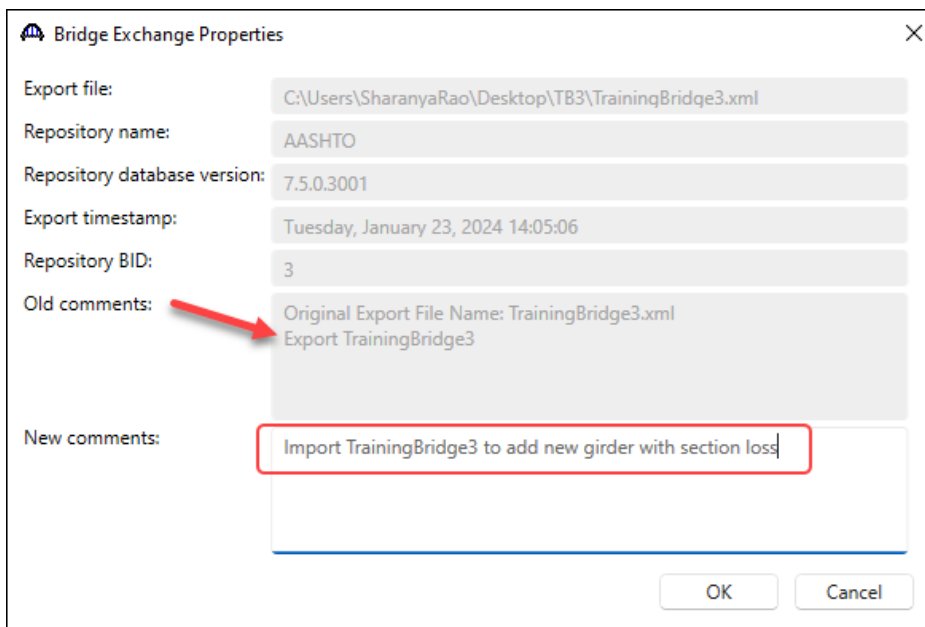 Bridge Exchange Properties
Export file:
C:\Users\SharanyaRao\Desktop\TB3\TrainingBridge3.xml
Repository name:
AASHTO
Repository database version:
7.5.0.3001
Export timestamp:
Tuesday, January 23, 2024 14:05:06
Repository BID:
3
Old comments:
Original Export File Name: TrainingBridge3.xml
Export TrainingBridge3
New comments:
Import TrainingBridge3 to add new girder with section loss
OK
Cancel